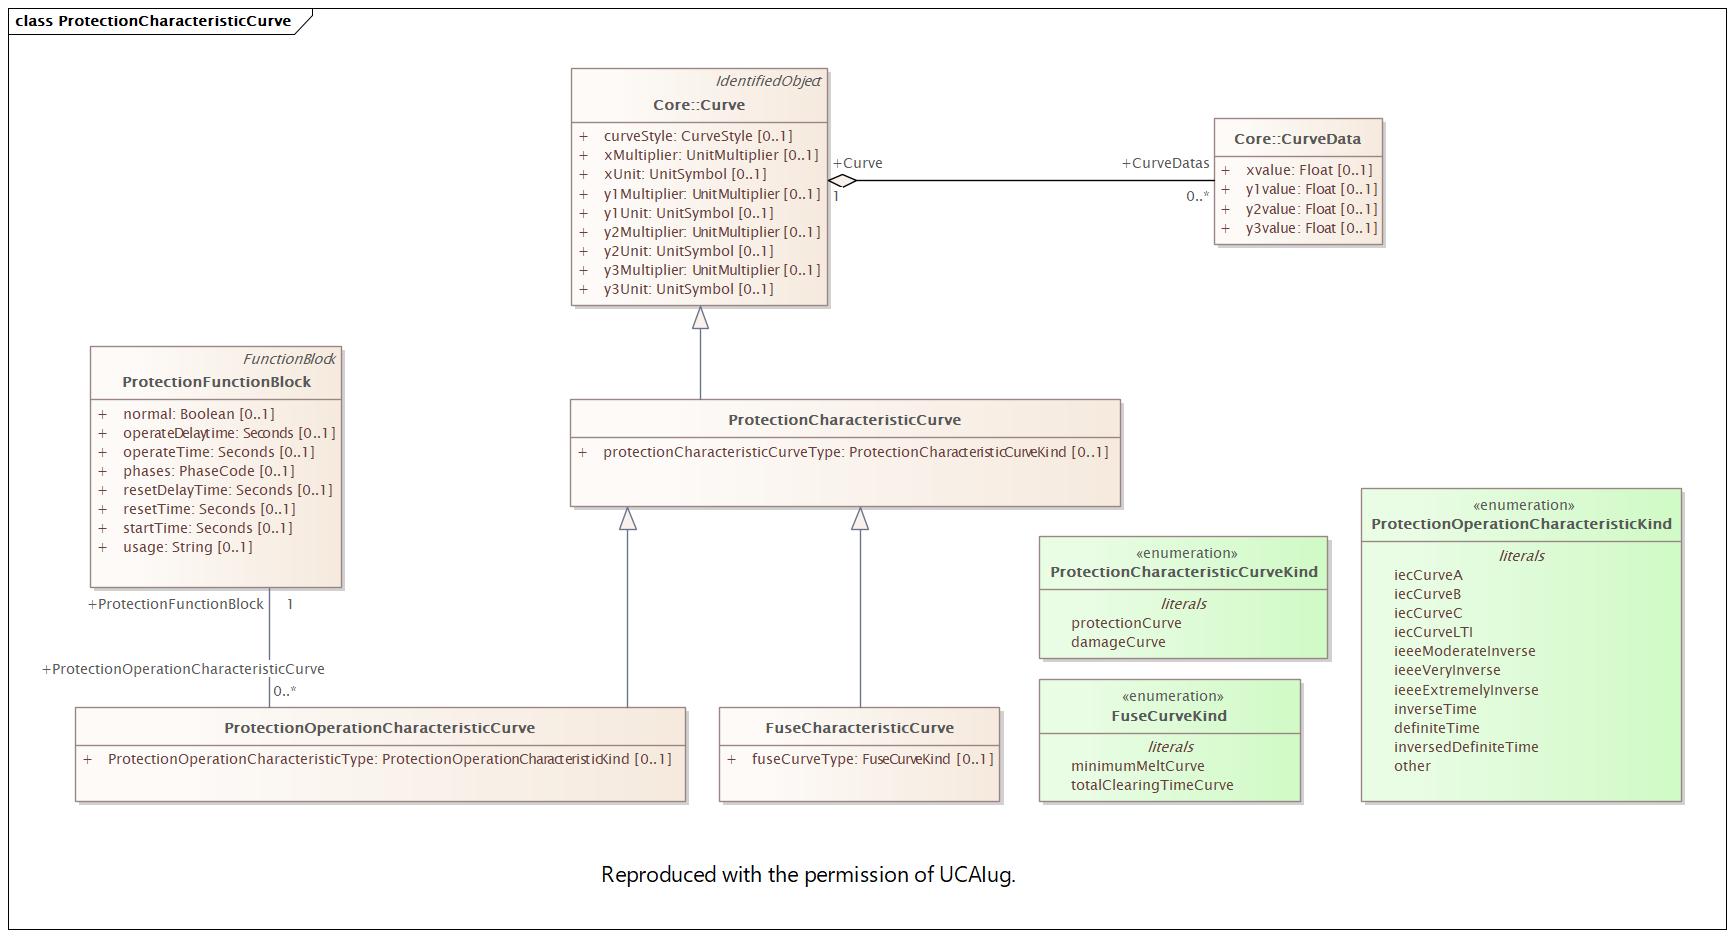 class ProtectionCharacteristicCurve
IdentifiedObject
Core::Curve
+ curveStyle: CurveStyle [0..1]
+ xMultiplier: UnitMultiplier [0..1]
+ xUnit: UnitSymbol [0..1]
+ y1Multiplier: UnitMultiplier [0..1]
+ y1Unit: UnitSymbol [0..1]
+ y2Multiplier: UnitMultiplier [0..1]
+ y2Unit: UnitSymbol [0..1]
+ y3Multiplier: UnitMultiplier [0..1]
+ y3Unit: UnitSymbol [0..1]
+Curve
1
+CurveDatas
0..*
Core::CurveData
+ xvalue: Float [0..1]
+ y1value: Float [0..1]
+ y2value: Float [0..1]
+ y3value: Float [0..1]
FunctionBlock
ProtectionFunctionBlock
+ normal: Boolean [0..1]
+ operateDelaytime: Seconds [0..1]
+ operateTime: Seconds [0..1]
+ phases: PhaseCode [0..1]
+ resetDelayTime: Seconds [0..1]
+ resetTime: Seconds [0..1]
+ startTime: Seconds [0..1]
+ usage: String [0..1]
+ProtectionFunctionBlock 1
+ProtectionOperationCharacteristicCurve
0..*
ProtectionCharacteristicCurve
+ protectionCharacteristicCurveType: ProtectionCharacteristicCurveKind [0..1]
ProtectionOperationCharacteristicCurve
+ ProtectionOperationCharacteristicType: ProtectionOperationCharacteristicKind [0..1]
FuseCharacteristicCurve
+ fuseCurveType: FuseCurveKind [0..1]
«enumeration»
ProtectionCharacteristicCurveKind
literals
protectionCurve
damageCurve
«enumeration»
FuseCurveKind
literals
minimumMeltCurve
totalClearingTimeCurve
«enumeration»
ProtectionOperationCharacteristicKind
literals
iecCurveA
iecCurveB
iecCurveC
iecCurveLTI
ieeeModerateInverse
ieeeVeryInverse
ieeeExtremelyInverse
inverseTime
definiteTime
inversedDefiniteTime
other
Reproduced with the permission of UCAIug.